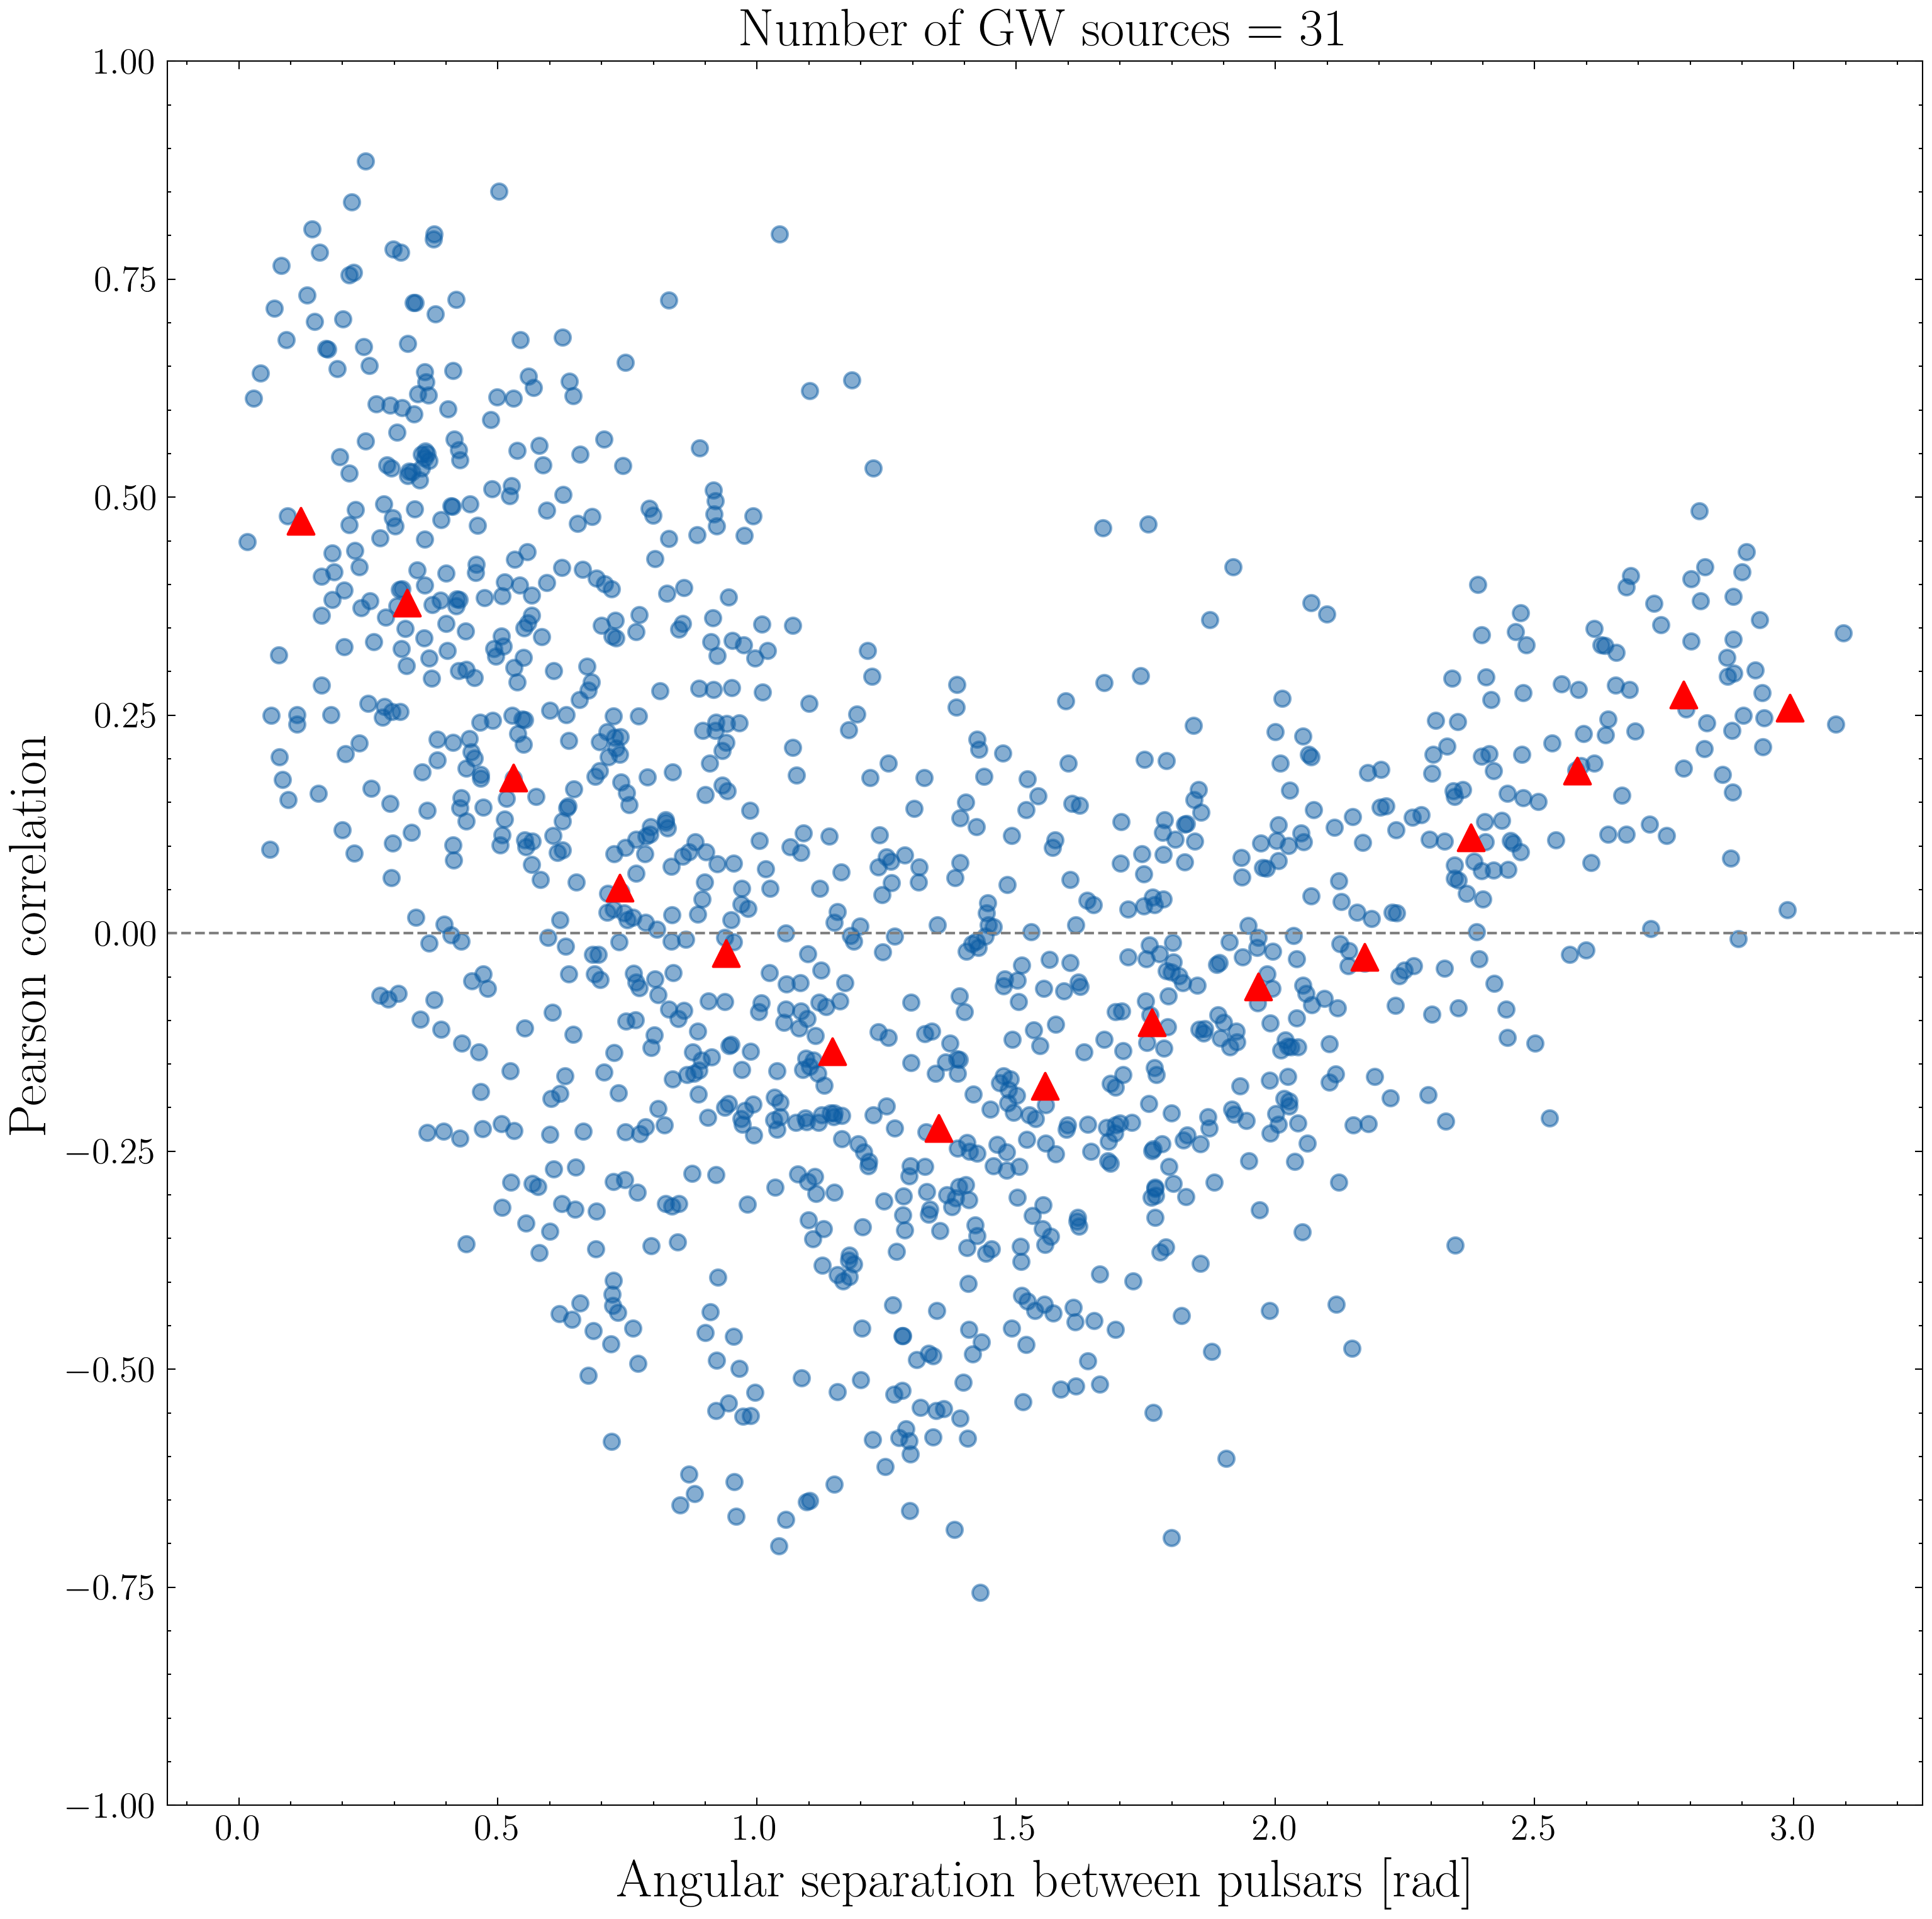 Number of GW sources = 31
Pearson correlation
1.00
0.75
0.50
0.25
0.00
−0.25
−0.50
−0.75
−1.00
0.0 0.5 1.0 1.5 2.0 2.5 3.0
Angular separation between pulsars [rad]